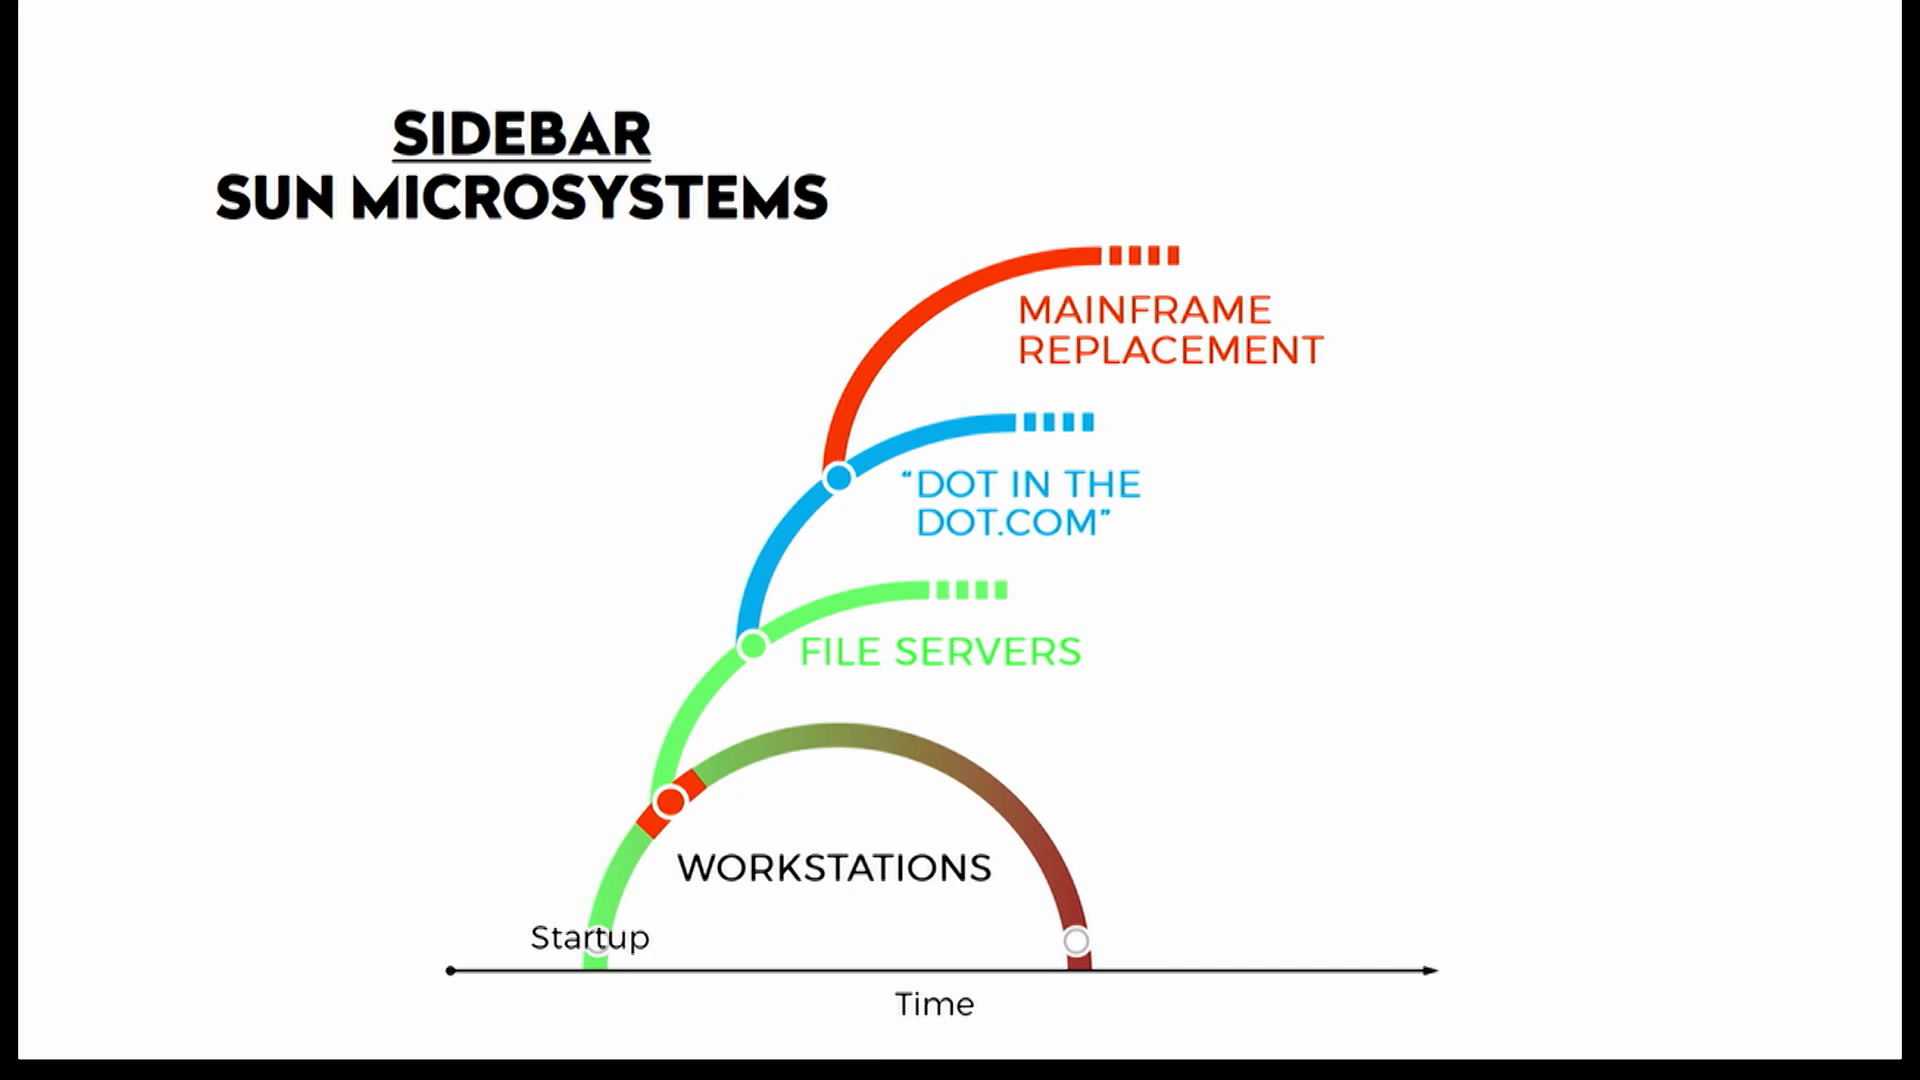 SIDEBAR
SUN MICROSYSTEMS
MAINFRAME
REPLACEMENT
“DOT IN THE
DOT.COM”
FILE SERVERS
WORKSTATIONS
Startup
Time